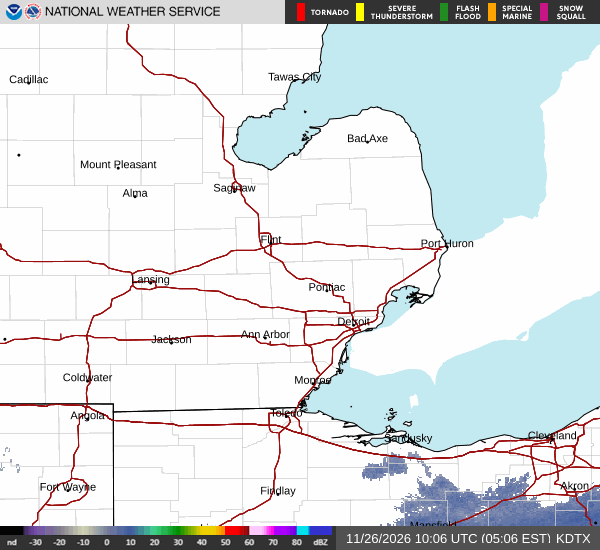 NATIONAL WEATHER SERVICE
TORNADO
SEVERE THUNDERSTORM
FLASH FLOOD
SPECIAL MARINE
SNOW SQUALL
Cadillac
Tawas City
Bad Axe
Mount Pleasant
Alma
Saginaw
Flint
Port Huron
ansing
Pontiac
Detroit
Jackson
Ann Arbor
Coldwater
Monroe
Angola
Toledo
Sandusky
Cleveland
Fort Wayne
Findlay
Akron
Mansfield
nd -30 -20 -10 0 10 20 30 40 50 60 70 80 dBZ
11/26/2026 10:06 UTC (05:06 EST) KDTX